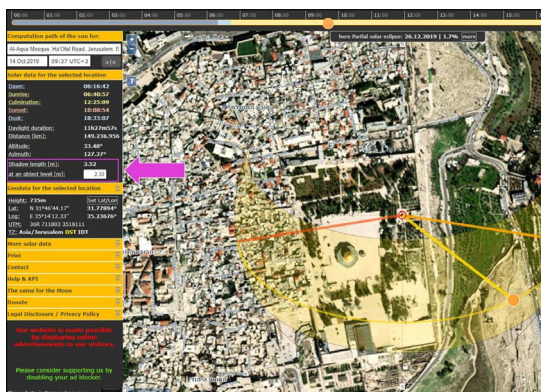 00:00 01:00 02:00 03:00 04:00 05:00 06:00 07:00 08:00 09:00 10:00 11:00 12:00 13:00 14:00 15:00
Computation path of the sun for:
Al-Aqsa Mosque, Ha'Ofel Road, Jerusalem,
14.Oct.2019 09:37 UTC+3 >|<
here Partial solar eclipse: 26.12.2019 | 1.7% more
Solar data for the selected location
Dawn: 06:16:42
Sunrise: 06:40:57
Culmination: 12:25:09
Sunset: 18:08:54
Dusk: 18:33:07
Daylight duration: 11h27m57s
Distance [km]: 149.236.956
Altitude: 33.48°
Azimuth: 127.37°
Shadow length [m]: 3.52
at an object level [m]: 2.33
Geodata for the selected location
Height: 735m Set Lat/Lon
Lat: N 31°46'44.17" 31.77894°
Lng: E 35°14'12.33" 35.23676°
UTM: 36R 711803 3518111
TZ: Asia/Jerusalem DST IDT
More solar data
Print
Contact
Help & API
The same for the Moon
Donate
Legal Disclosure / Privacy Policy
Our website is made possible
by displaying online
advertisements to our visitors.
Please consider supporting us by
disabling your ad blocker.